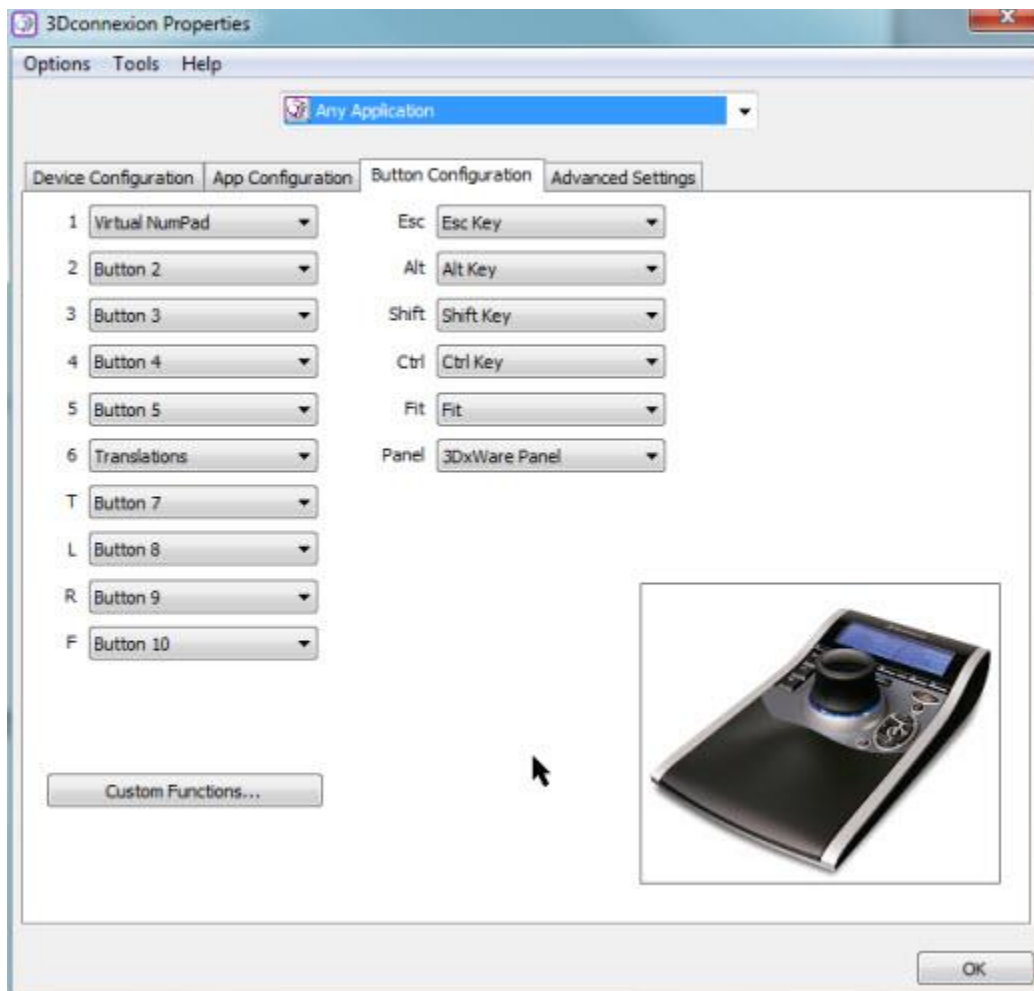 3Dconnexion Properties
Options Tools Help
Any Application
Device Configuration App Configuration Button Configuration Advanced Settings
1 Virtual NumPad Esc Esc Key
2 Button 2 Alt Alt Key
3 Button 3 Shift Shift Key
4 Button 4 Ctrl Ctrl Key
5 Button 5 Fit Fit
6 Translations Panel 3DxWare Panel
T Button 7
L Button 8
R Button 9
F Button 10
Custom Functions...
OK